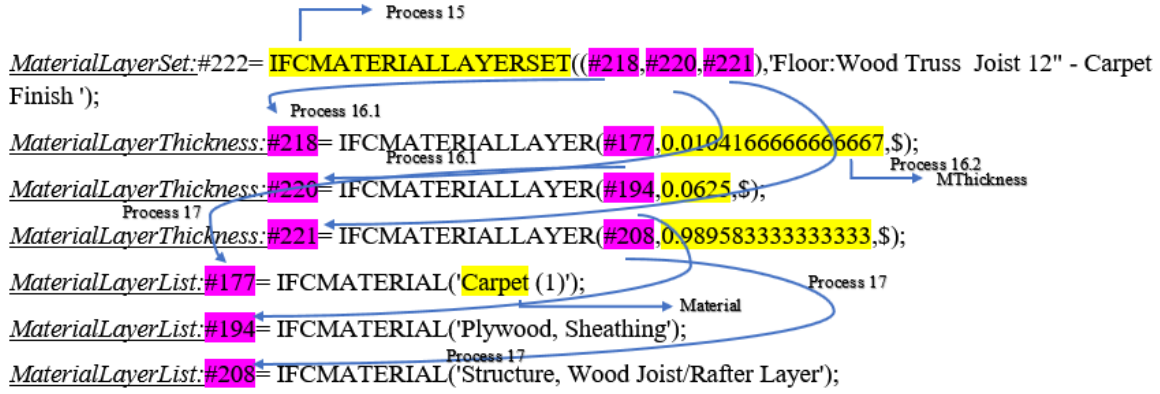 Process 15
MaterialLayerSet:#222= IFCMATERIALLAYERSET((#218,#220,#221),'Floor:Wood Truss Joist 12" - Carpet
Finish ');
Process 16.1
MaterialLayerThickness:#218= IFCMATERIALLAYER(#177,0.0104166666666667,$);
Process 16.1
Process 16.2
MThickness
MaterialLayerThickness:#220= IFCMATERIALLAYER(#194,0.0625,$);
Process 17
MaterialLayerThickness:#221= IFCMATERIALLAYER(#208,0.989583333333333,$);
MaterialLayerList:#177= IFCMATERIAL('Carpet (1)');
Process 17
Material
MaterialLayerList:#194= IFCMATERIAL('Plywood, Sheathing');
Process 17
MaterialLayerList:#208= IFCMATERIAL('Structure, Wood Joist/Rafter Layer');